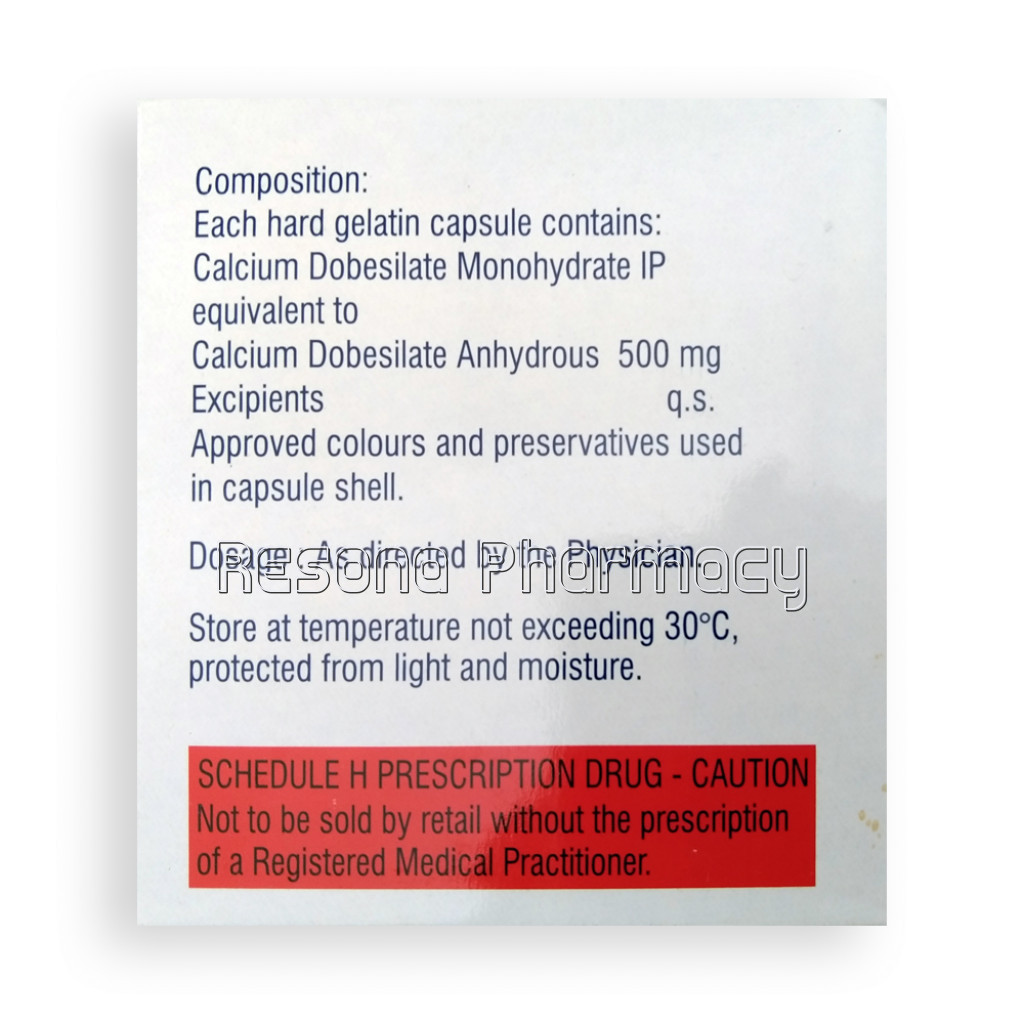 Composition:
Each hard gelatin capsule contains:
Calcium Dobesilate Monohydrate IP
equivalent to
Calcium Dobesilate Anhydrous 500 mg
Excipients q.s.
Approved colours and preservatives used
in capsule shell.
Dosage : As directed by the Physician.
Resona Pharmacy
Store at temperature not exceeding 30°C,
protected from light and moisture.
SCHEDULE H PRESCRIPTION DRUG - CAUTION
Not to be sold by retail without the prescription
of a Registered Medical Practitioner.